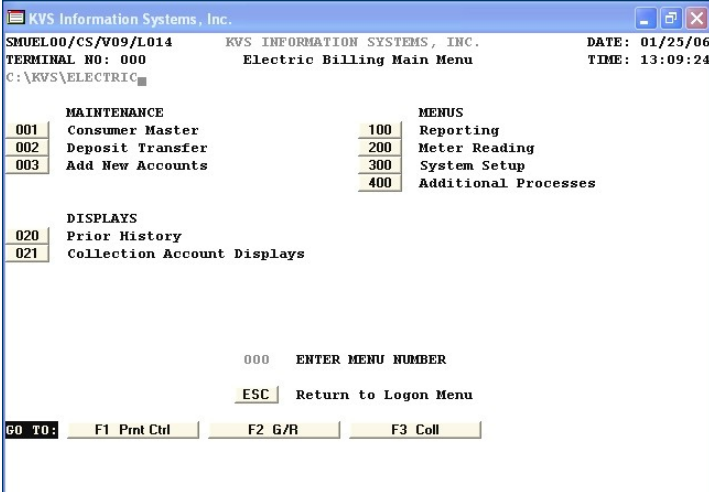 KVS Information Systems, Inc.
SMUEL00/CS/V09/L014 KVS INFORMATION SYSTEMS, INC. DATE: 01/25/06
TERMINAL NO: 000 Electric Billing Main Menu TIME: 13:09:24
C:\KVS\ELECTRIC
MAINTENANCE MENUS
001 Consumer Master 100 Reporting
002 Deposit Transfer 200 Meter Reading
003 Add New Accounts 300 System Setup
400 Additional Processes
DISPLAYS
020 Prior History
021 Collection Account Displays
000 ENTER MENU NUMBER
ESC Return to Logon Menu
GO TO: F1 Prnt Ctrl F2 G/R F3 Coll